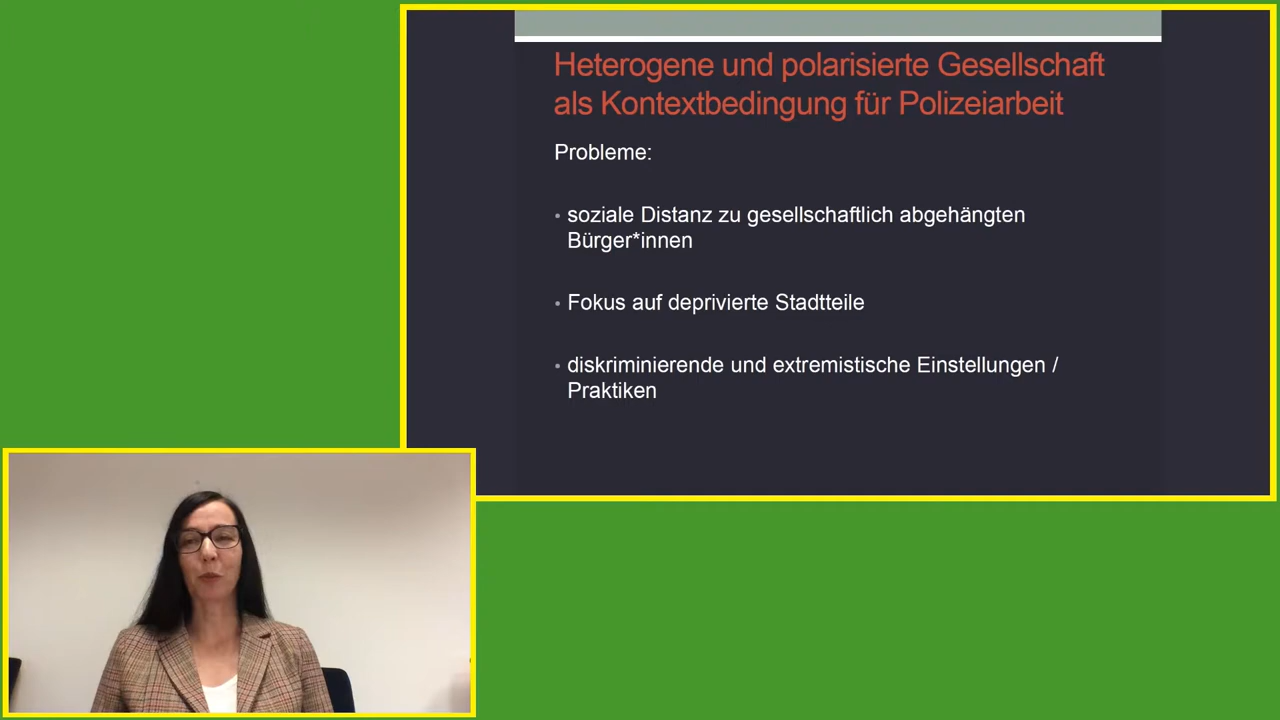 Heterogene und polarisierte Gesellschaft
als Kontextbedingung für Polizeiarbeit
Probleme:
• soziale Distanz zu gesellschaftlich abgehängten
Bürger*innen
• Fokus auf deprivierte Stadtteile
• diskriminierende und extremistische Einstellungen /
Praktiken